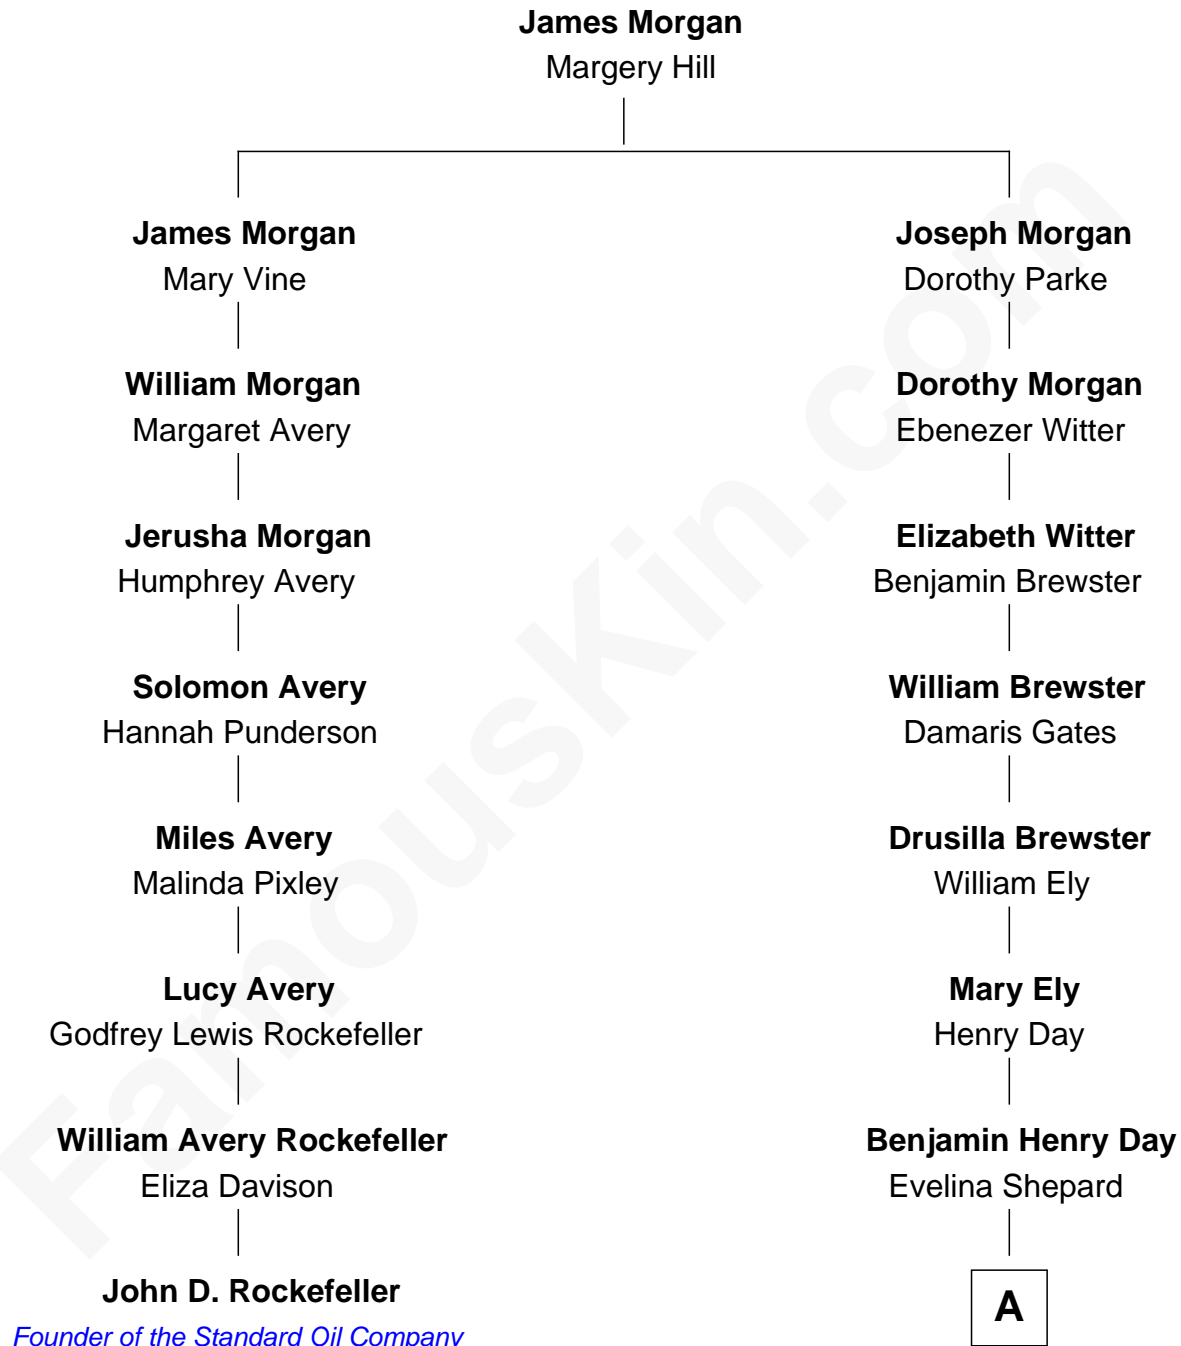 James Morgan
Margery Hill
James Morgan
Mary Vine
Joseph Morgan
Dorothy Parke
William Morgan
Margaret Avery
Dorothy Morgan
Ebenezer Witter
Jerusha Morgan
Humphrey Avery
Elizabeth Witter
Benjamin Brewster
Solomon Avery
Hannah Punderson
William Brewster
Damaris Gates
Miles Avery
Malinda Pixley
Drusilla Brewster
William Ely
Lucy Avery
Godfrey Lewis Rockefeller
Mary Ely
Henry Day
William Avery Rockefeller
Eliza Davison
Benjamin Henry Day
Evelina Shepard
John D. Rockefeller
Founder of the Standard Oil Company
A
FamousKin.com